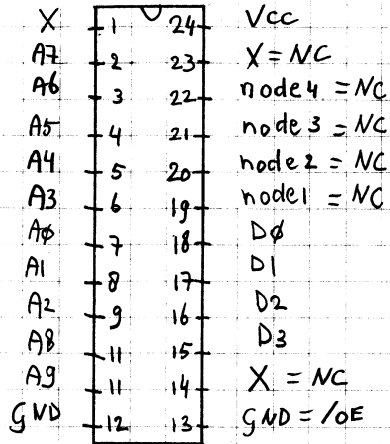 X 1 24 Vcc
A7 2 23 X = NC
A6 3 22 node4 = NC
A5 4 21 node3 = NC
A4 5 20 node2 = NC
A3 6 19 node1 = NC
AØ 7 18 DØ
A1 8 17 D1
A2 9 16 D2
A8 11 15 D3
A9 11 14 X = NC
GND 12 13 GND = /OE